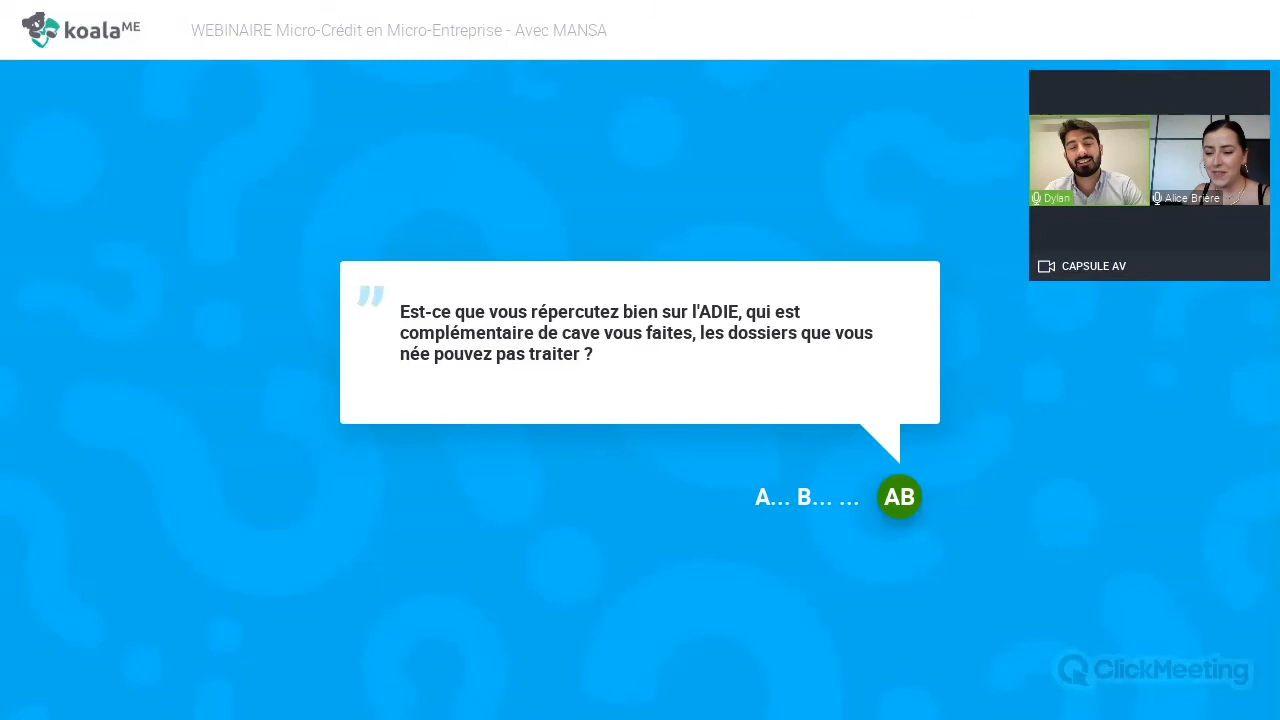 koala ME
WEBINAIRE Micro-Crédit en Micro-Entreprise - Avec MANSA
Dylan
Alice Brière
CAPSULE AV
Est-ce que vous répercutez bien sur l'ADIE, qui est
complémentaire de cave vous faites, les dossiers que vous
née pouvez pas traiter ?
A... B... ...
AB
ClickMeeting